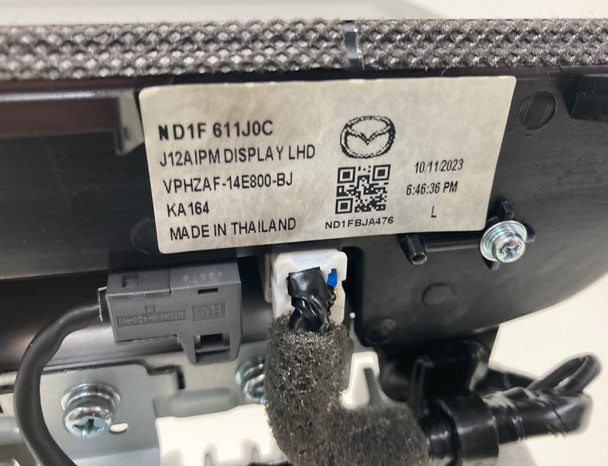 ND1F 611J0C
J12AIPM DISPLAY LHD
VPHZAF-14E800-BJ
KA164
MADE IN THAILAND
10/11/2023
6:46:36 PM
L
ND1FBJA476